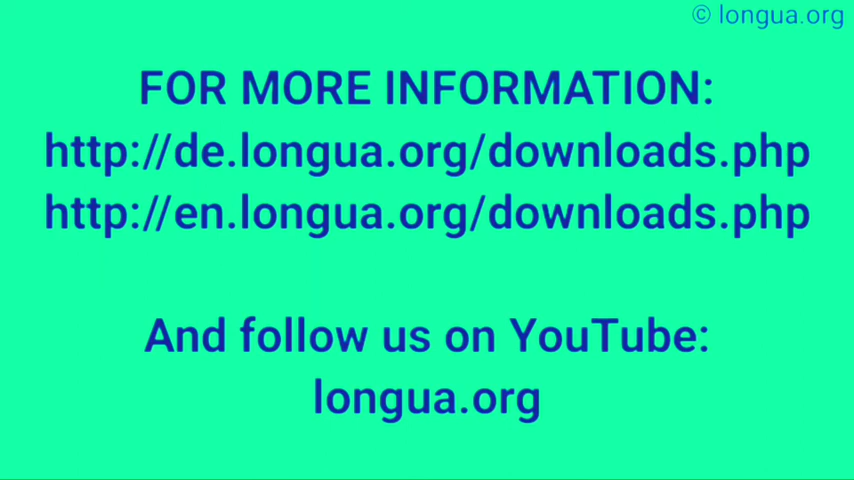 © longua.org
FOR MORE INFORMATION:
http://de.longua.org/downloads.php
http://en.longua.org/downloads.php
And follow us on YouTube:
longua.org